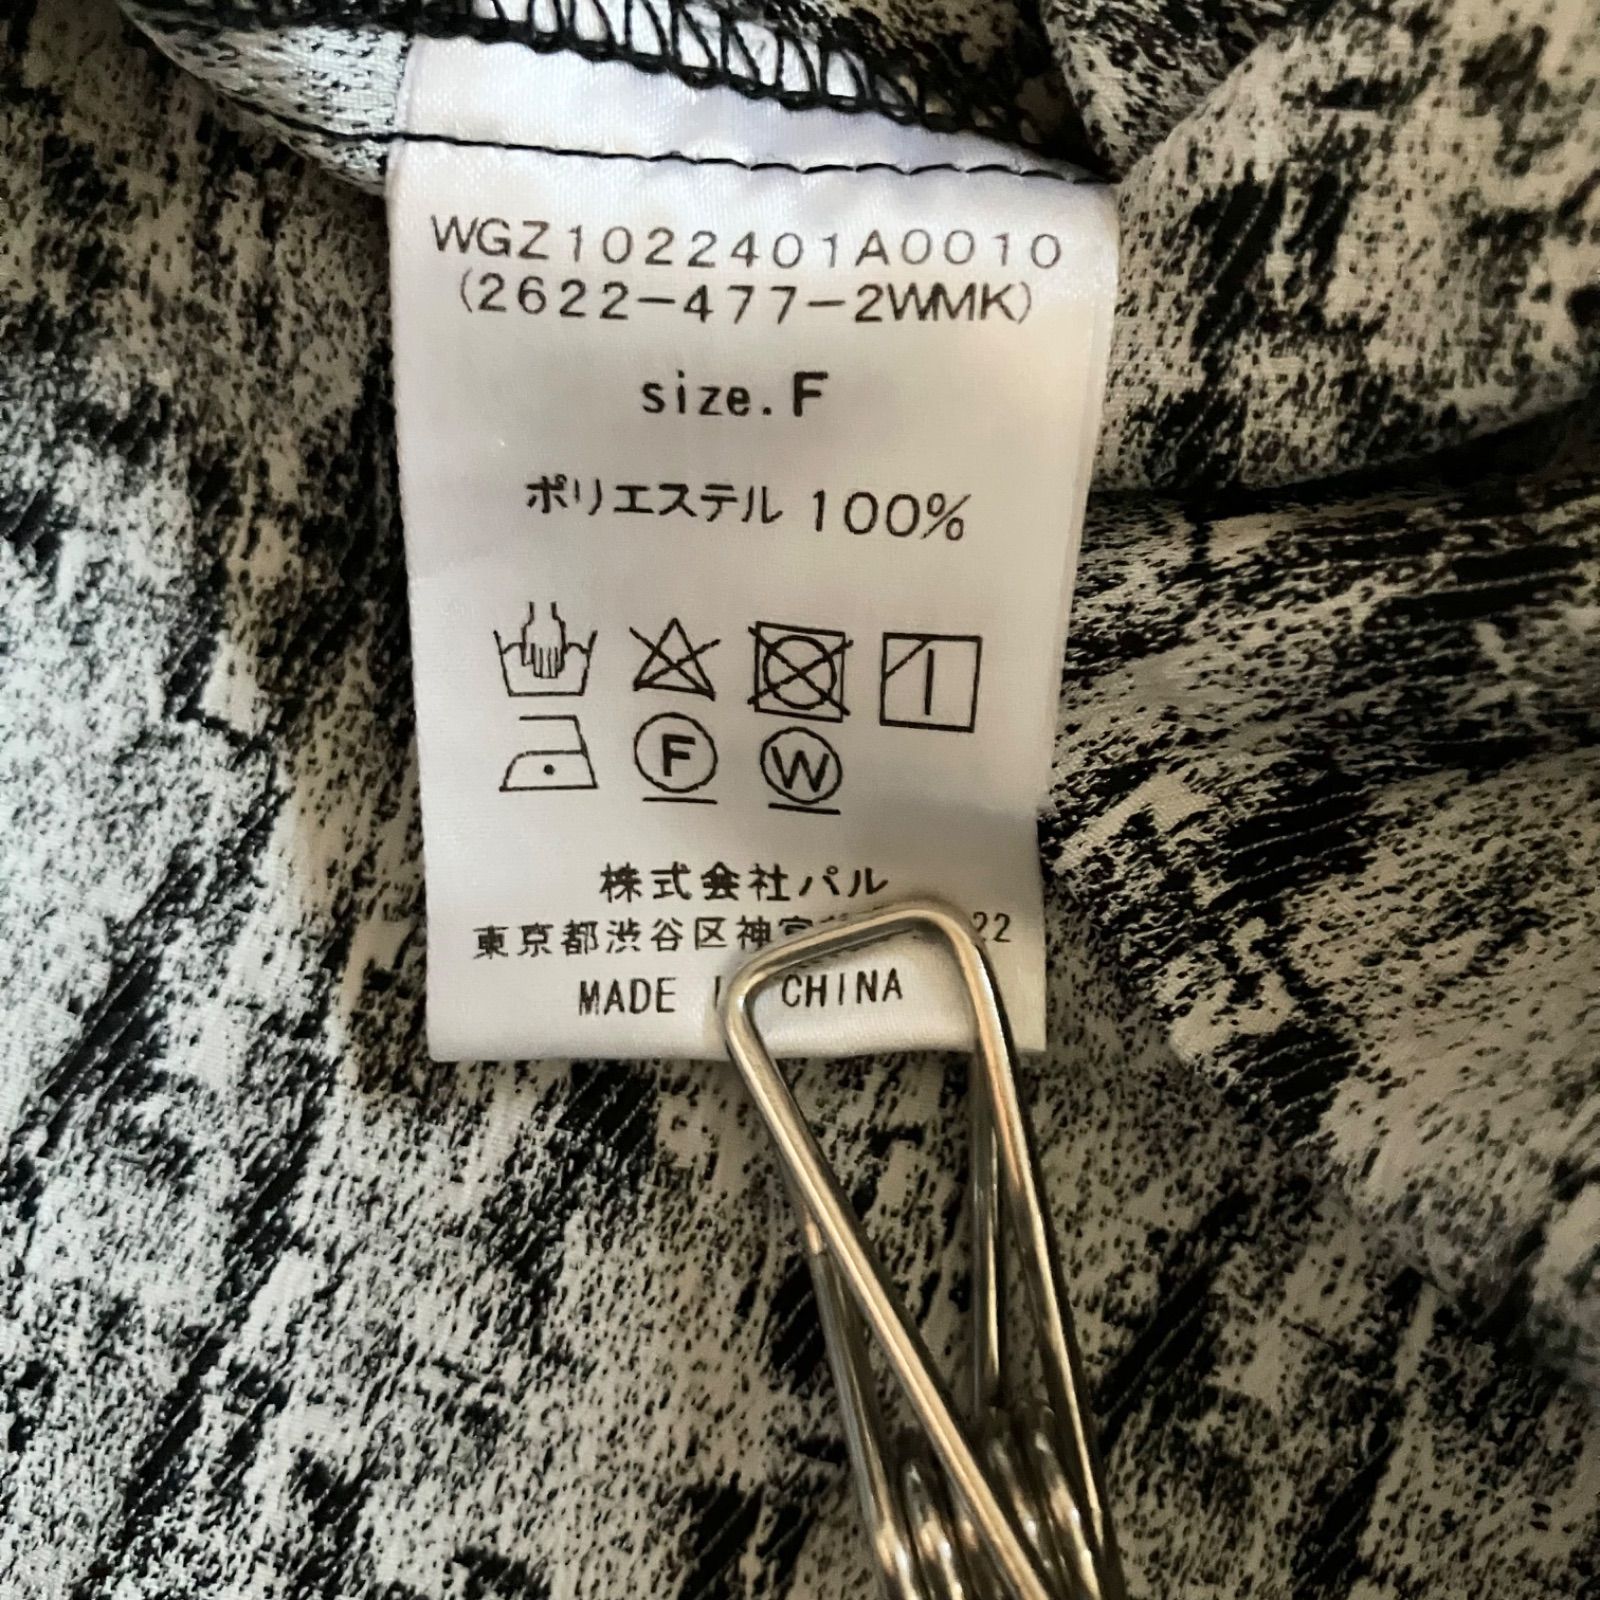 WGZ1022401A0010
(2622-477-2WMK)
size. F
ポリエステル 100%
F W
株式会社パル
東京都渋谷区神宮 22
MADE CHINA